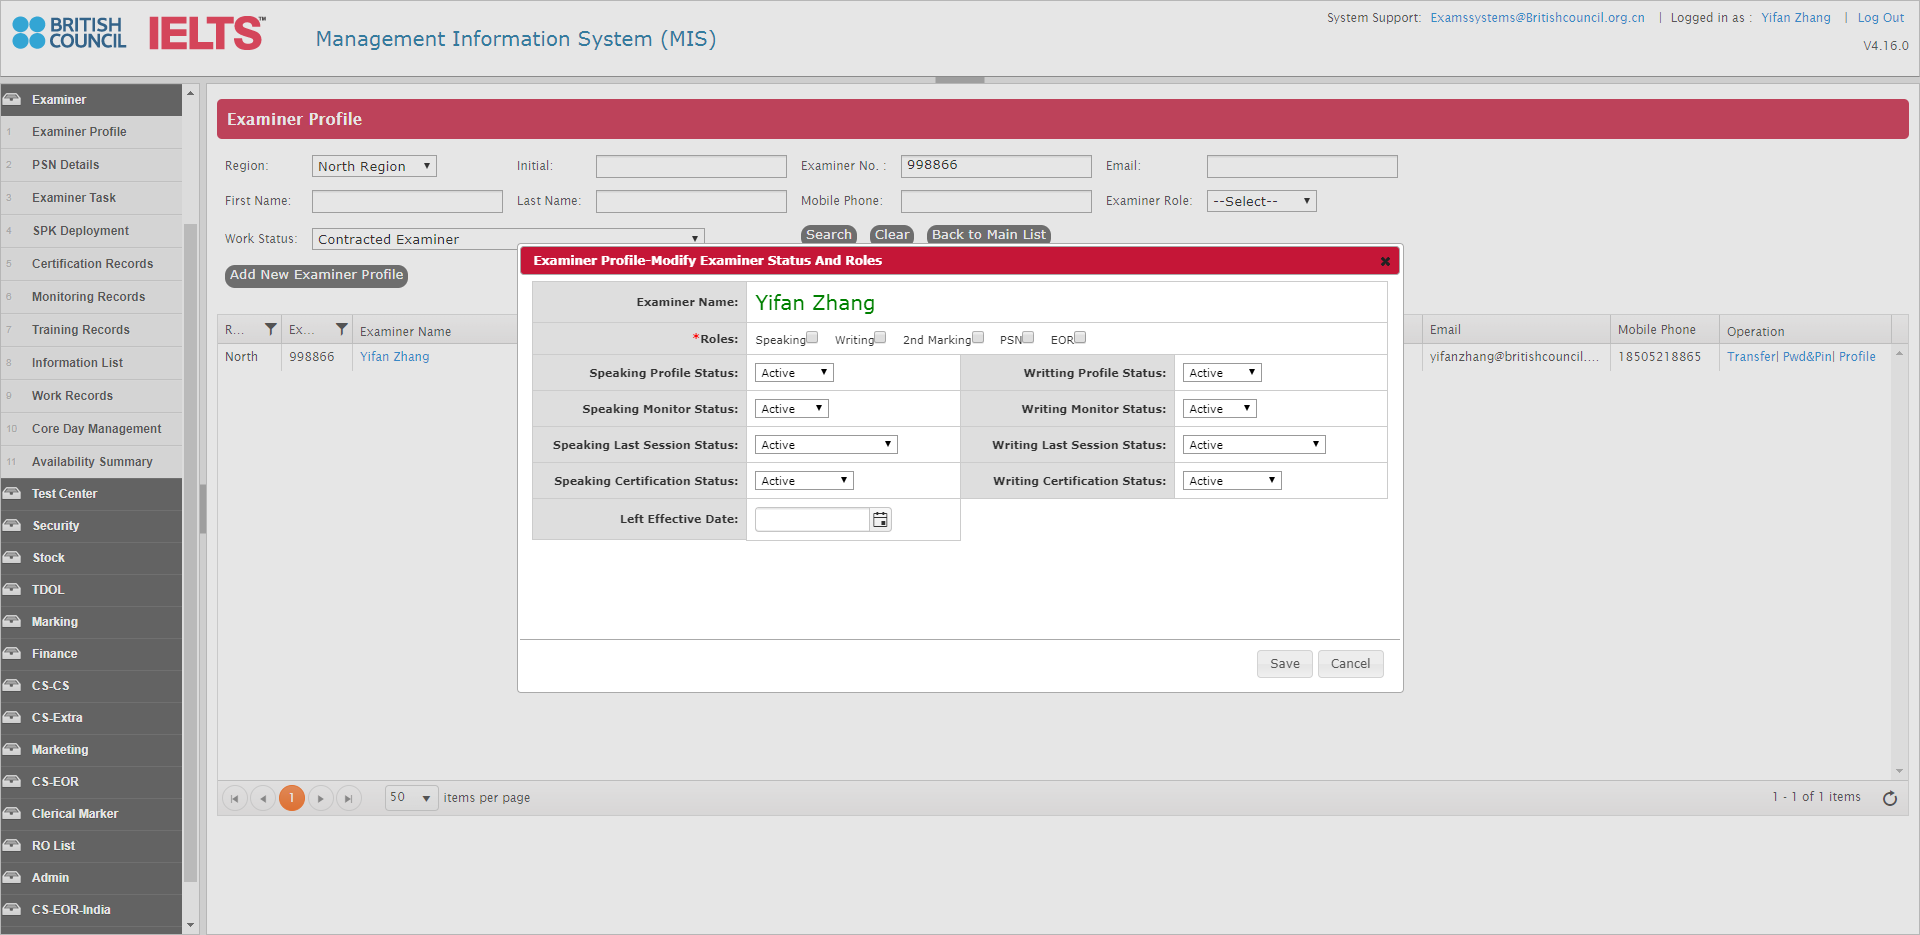 BRITISH COUNCIL IELTS™ Management Information System (MIS)
System Support: Examssystems@Britishcouncil.org.cn | Logged in as : Yifan Zhang | Log Out
V4.16.0
Examiner
1 Examiner Profile
2 PSN Details
3 Examiner Task
4 SPK Deployment
5 Certification Records
6 Monitoring Records
7 Training Records
8 Information List
9 Work Records
10 Core Day Management
11 Availability Summary
Test Center
Security
Stock
TDOL
Marking
Finance
CS-CS
CS-Extra
Marketing
CS-EOR
Clerical Marker
RO List
Admin
CS-EOR-India
Examiner Profile
Region: North Region Initial: Examiner No. : 998866 Email:
First Name: Last Name: Mobile Phone: Examiner Role: --Select--
Work Status: Contracted Examiner Search Clear Back to Main List
Add New Examiner Profile
R... Ex... Examiner Name Email Mobile Phone Operation
North 998866 Yifan Zhang yifanzhang@britishcouncil.... 18505218865 Transfer| Pwd&Pin| Profile
Examiner Profile-Modify Examiner Status And Roles
Examiner Name: Yifan Zhang
*Roles: Speaking Writing 2nd Marking PSN EOR
Speaking Profile Status: Active Writting Profile Status: Active
Speaking Monitor Status: Active Writing Monitor Status: Active
Speaking Last Session Status: Active Writing Last Session Status: Active
Speaking Certification Status: Active Writing Certification Status: Active
Left Effective Date:
Save Cancel
1 50 items per page 1 - 1 of 1 items